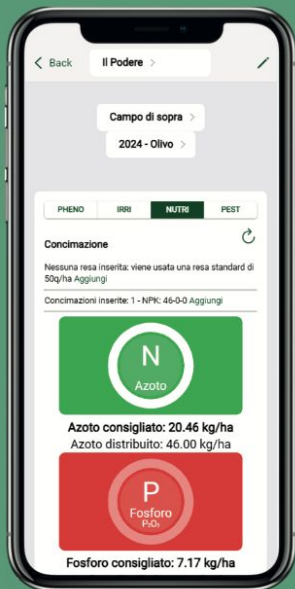 Back
Il Podere >
Campo di sopra >
2024 - Olivo >
PHENO IRRI NUTRI PEST
Concimazione
Nessuna resa inserita: viene usata una resa standard di
50q/ha Aggiungi
Concimazioni inserite: 1 - NPK: 46-0-0 Aggiungi
N
Azoto
Azoto consigliato: 20.46 kg/ha
Azoto distribuito: 46.00 kg/ha
P
Fosforo
P₂O₅
Fosforo consigliato: 7.17 kg/ha